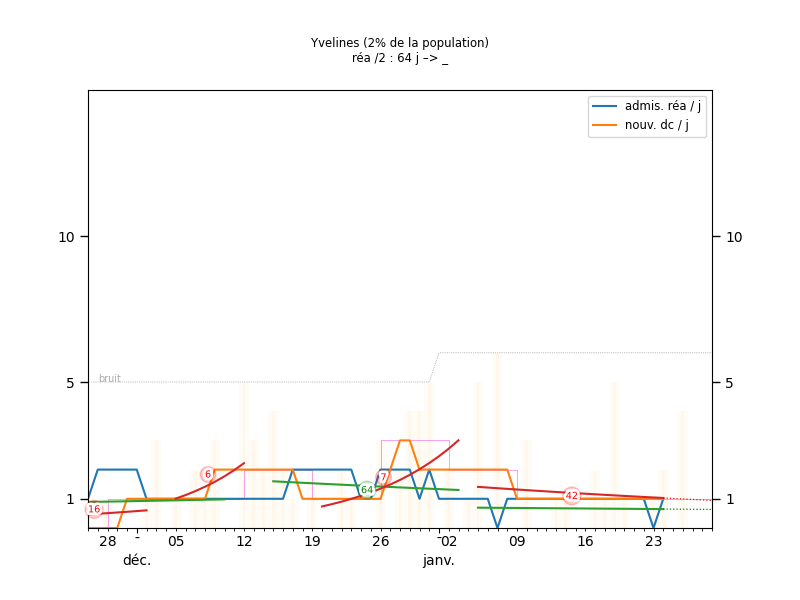 Yvelines (2% de la population)
réa /2 : 64 j −> _
admis. réa / j
nouv. dc / j
10 10
bruit
5 5
6
7
64
42
16
1 1
28 - 05 12 19 26 - 02 09 16 23
déc. janv.